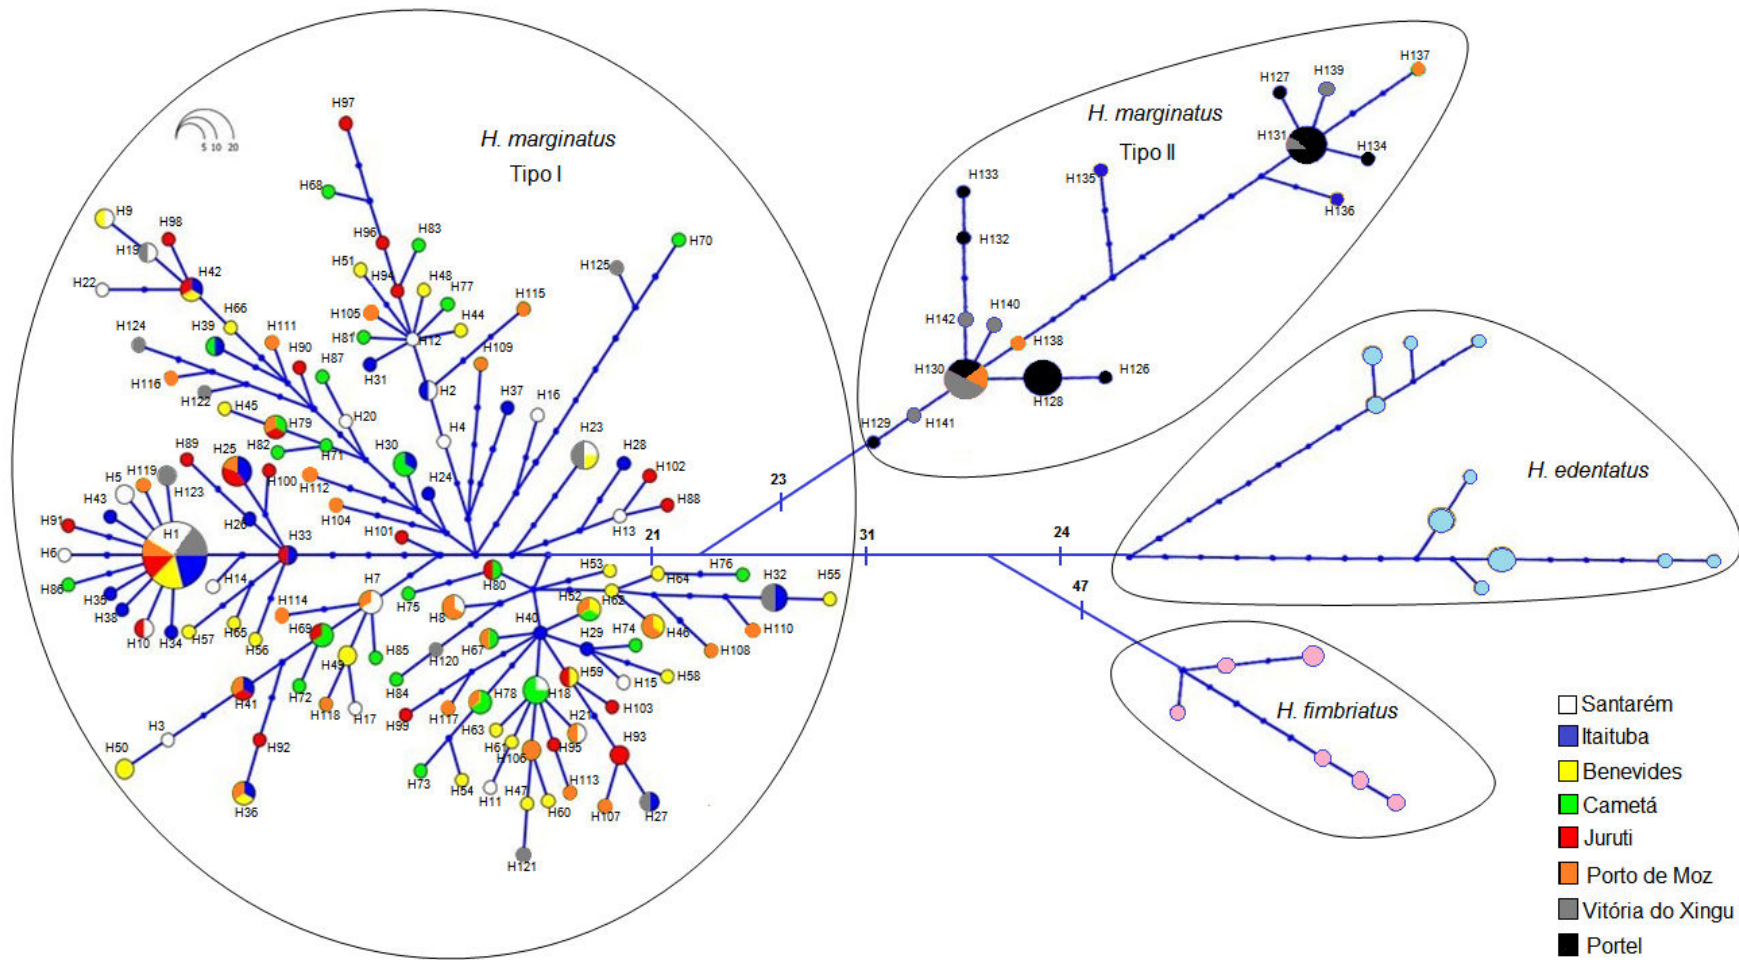 H97
H. marginatus
Tipo I
5 10 20
H68
H9
H98
H83
H19
H96
H70
H51
H94
H48
H125
H22
H42
H77
H115
H66
H105
H44
H124
H39
H111
H81
H12
H90
H31
H109
H87
H116
H2
H37
H16
H122
H45
H79
H20
H4
H23
H89
H25
H82
H71
H30
H28
H5
H119
H100
H112
H24
H102
H43
H123
H88
H104
H91
H1
H26
H33
H101
H13
H6
H14
H80
H53
H64
H76
H32
H55
H86
H35
H7
H75
H52
H62
H38
H114
H8
H10
H34
H57
H65
H56
H69
H40
H29
H74
H46
H110
H67
H108
H49
H85
H120
H59
H15
H58
H84
H41
H72
H78
H18
H3
H118
H17
H99
H117
H63
H21
H103
H50
H92
H61
H106
H95
H93
H73
H54
H11
H47
H113
H36
H60
H107
H27
H121
23
21
31
24
47
H. marginatus
Tipo II
H137
H127
H139
H131
H134
H133
H135
H136
H132
H142
H140
H138
H130
H128
H126
H129
H141
H. edentatus
H. fimbriatus
Santarém
Itaituba
Benevides
Cametá
Juruti
Porto de Moz
Vitória do Xingu
Portel